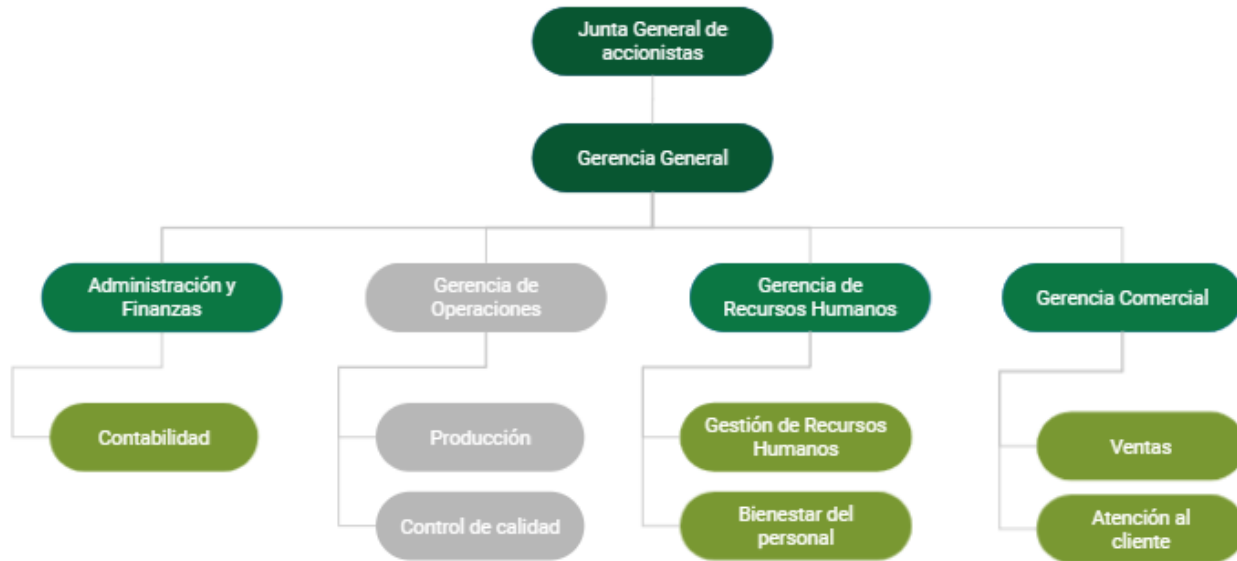 Junta General de
accionistas
Gerencia General
Administración y
Finanzas
Gerencia de
Operaciones
Gerencia de
Recursos Humanos
Gerencia Comercial
Contabilidad
Producción
Gestión de Recursos
Humanos
Ventas
Control de calidad
Bienestar del
personal
Atención al
cliente